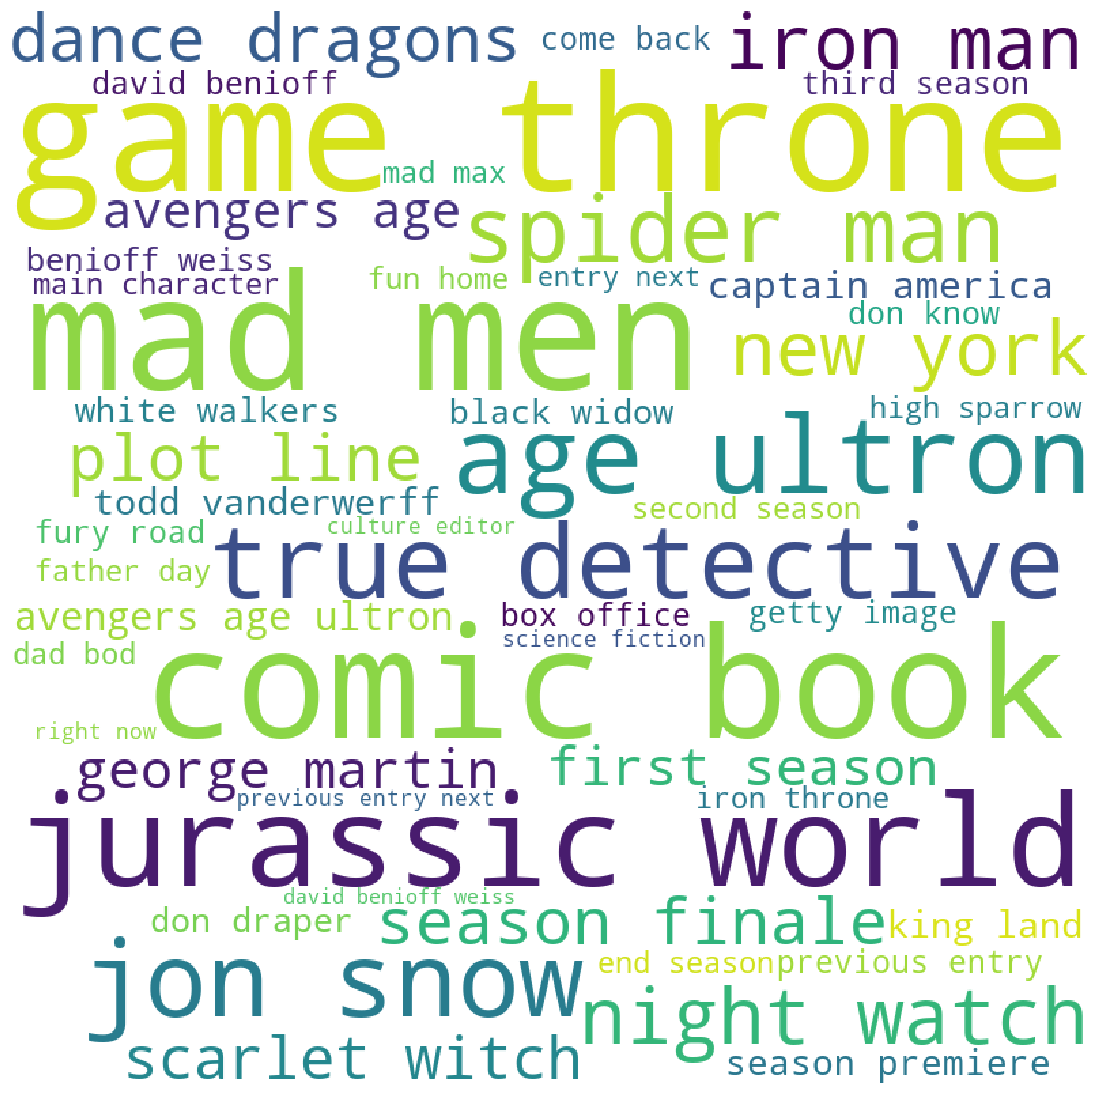 dance dragons
come back
iron man
david benioff
third season
game throne
mad max
avengers age
spider man
benioff weiss
main character
fun home
entry next
captain america
mad men
don know
new york
white walkers
black widow
high sparrow
plot line
age ultron
todd vanderwerff
second season
fury road
culture editor
true detective
father day
avengers age ultron
box office
getty image
science fiction
dad bod
comic book
right now
george martin
first season
previous entry next
iron throne
jurassic world
david benioff weiss
don draper
season finale
king land
jon snow
end season
previous entry
night watch
scarlet witch
season premiere